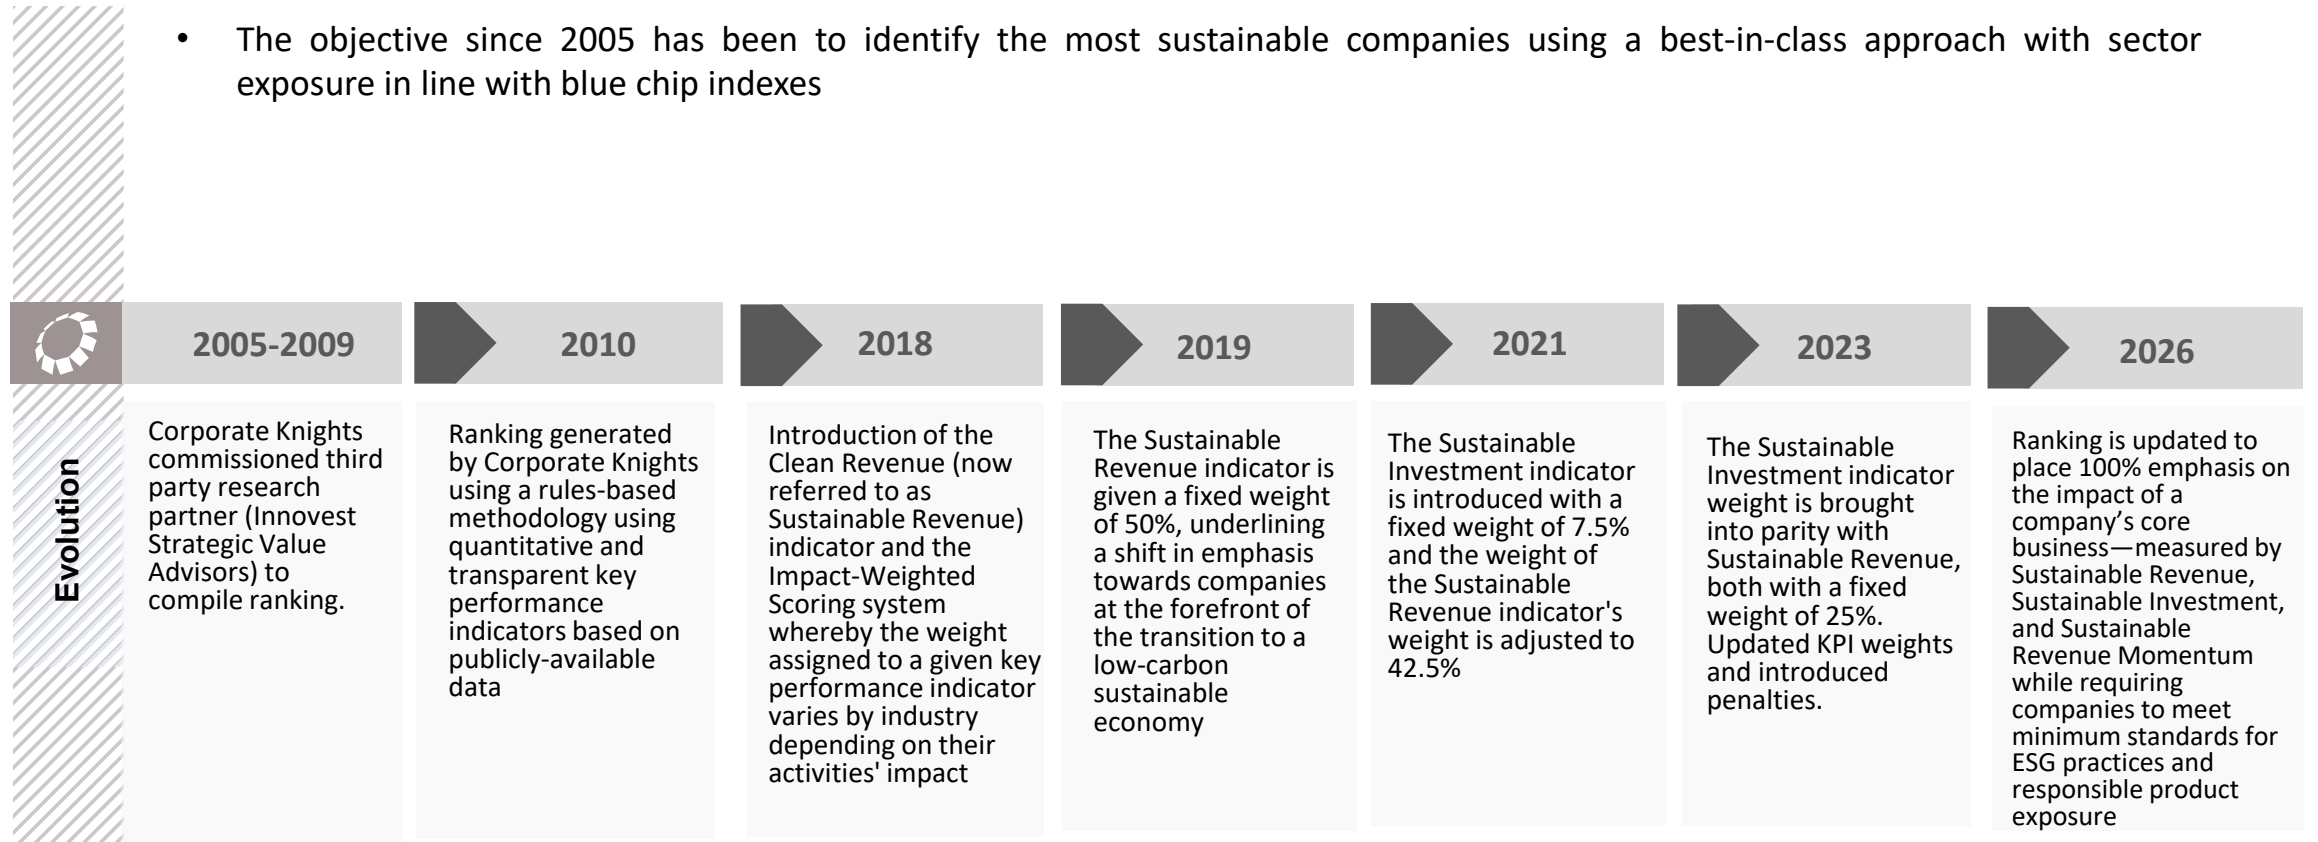 • The objective since 2005 has been to identify the most sustainable companies using a best-in-class approach with sector
exposure in line with blue chip indexes
Evolution
2005-2009
Corporate Knights
commissioned third
party research
partner (Innovest
Strategic Value
Advisors) to
compile ranking.
2010
Ranking generated
by Corporate Knights
using a rules-based
methodology using
quantitative and
transparent key
performance
indicators based on
publicly-available
data
2018
Introduction of the
Clean Revenue (now
referred to as
Sustainable Revenue)
indicator and the
Impact-Weighted
Scoring system
whereby the weight
assigned to a given key
performance indicator
varies by industry
depending on their
activities' impact
2019
The Sustainable
Revenue indicator is
given a fixed weight
of 50%, underlining
a shift in emphasis
towards companies
at the forefront of
the transition to a
low-carbon
sustainable
economy
2021
The Sustainable
Investment indicator
is introduced with a
fixed weight of 7.5%
and the weight of
the Sustainable
Revenue indicator's
weight is adjusted to
42.5%
2023
The Sustainable
Investment indicator
weight is brought
into parity with
Sustainable Revenue,
both with a fixed
weight of 25%.
Updated KPI weights
and introduced
penalties.
2026
Ranking is updated to
place 100% emphasis on
the impact of a
company’s core
business—measured by
Sustainable Revenue,
Sustainable Investment,
and Sustainable
Revenue Momentum
while requiring
companies to meet
minimum standards for
ESG practices and
responsible product
exposure